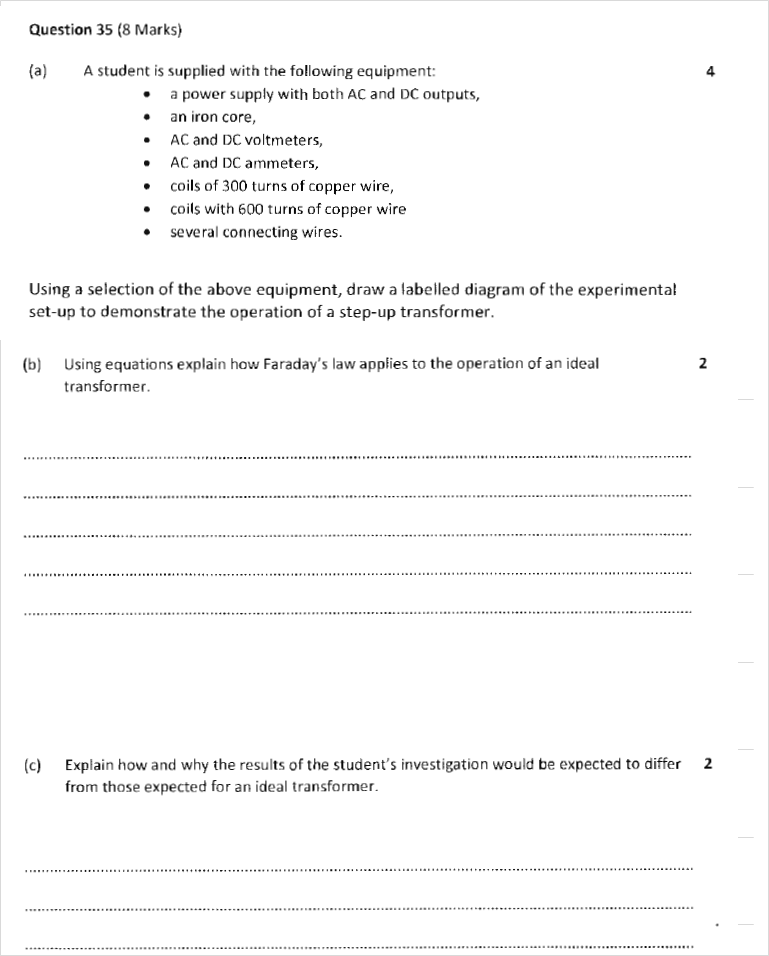 Question 35 (8 Marks)
(a) A student is supplied with the following equipment: 4
• a power supply with both AC and DC outputs,
• an iron core,
• AC and DC voltmeters,
• AC and DC ammeters,
• coils of 300 turns of copper wire,
• coils with 600 turns of copper wire
• several connecting wires.
Using a selection of the above equipment, draw a labelled diagram of the experimental
set-up to demonstrate the operation of a step-up transformer.
(b) Using equations explain how Faraday's law applies to the operation of an ideal 2
transformer.
(c) Explain how and why the results of the student's investigation would be expected to differ 2
from those expected for an ideal transformer.